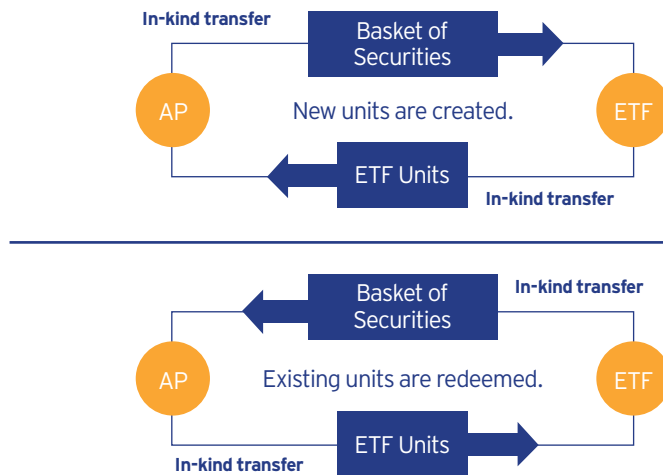 In-kind transfer
Basket of
Securities
AP
New units are created.
ETF
ETF Units
In-kind transfer
Basket of
Securities
In-kind transfer
AP
Existing units are redeemed.
ETF
ETF Units
In-kind transfer